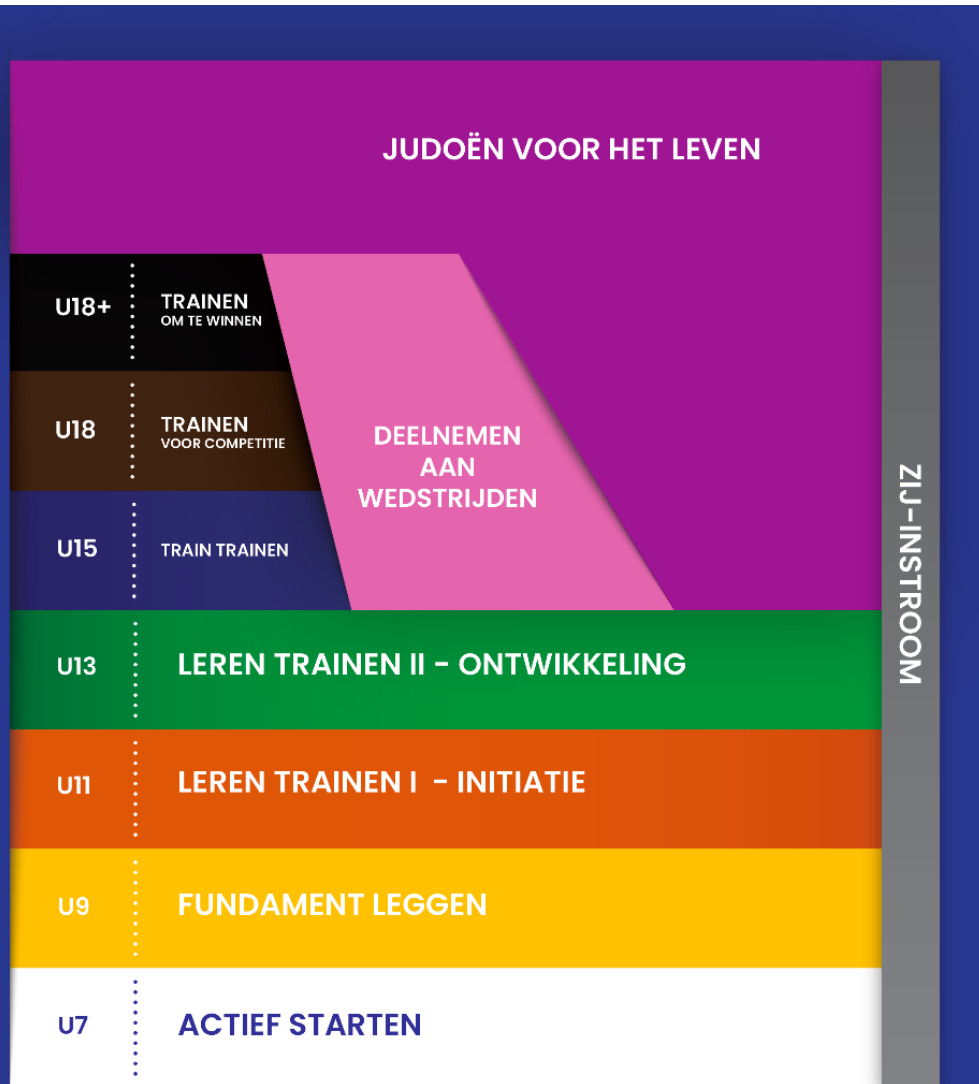 JUDOËN VOOR HET LEVEN
U18+
TRAINEN
OM TE WINNEN
U18
TRAINEN
VOOR COMPETITIE
DEELNEMEN
AAN
WEDSTRIJDEN
U15
TRAIN TRAINEN
U13
LEREN TRAINEN II - ONTWIKKELING
U11
LEREN TRAINEN I - INITIATIE
U9
FUNDAMENT LEGGEN
U7
ACTIEF STARTEN
ZIJ-INSTROOM